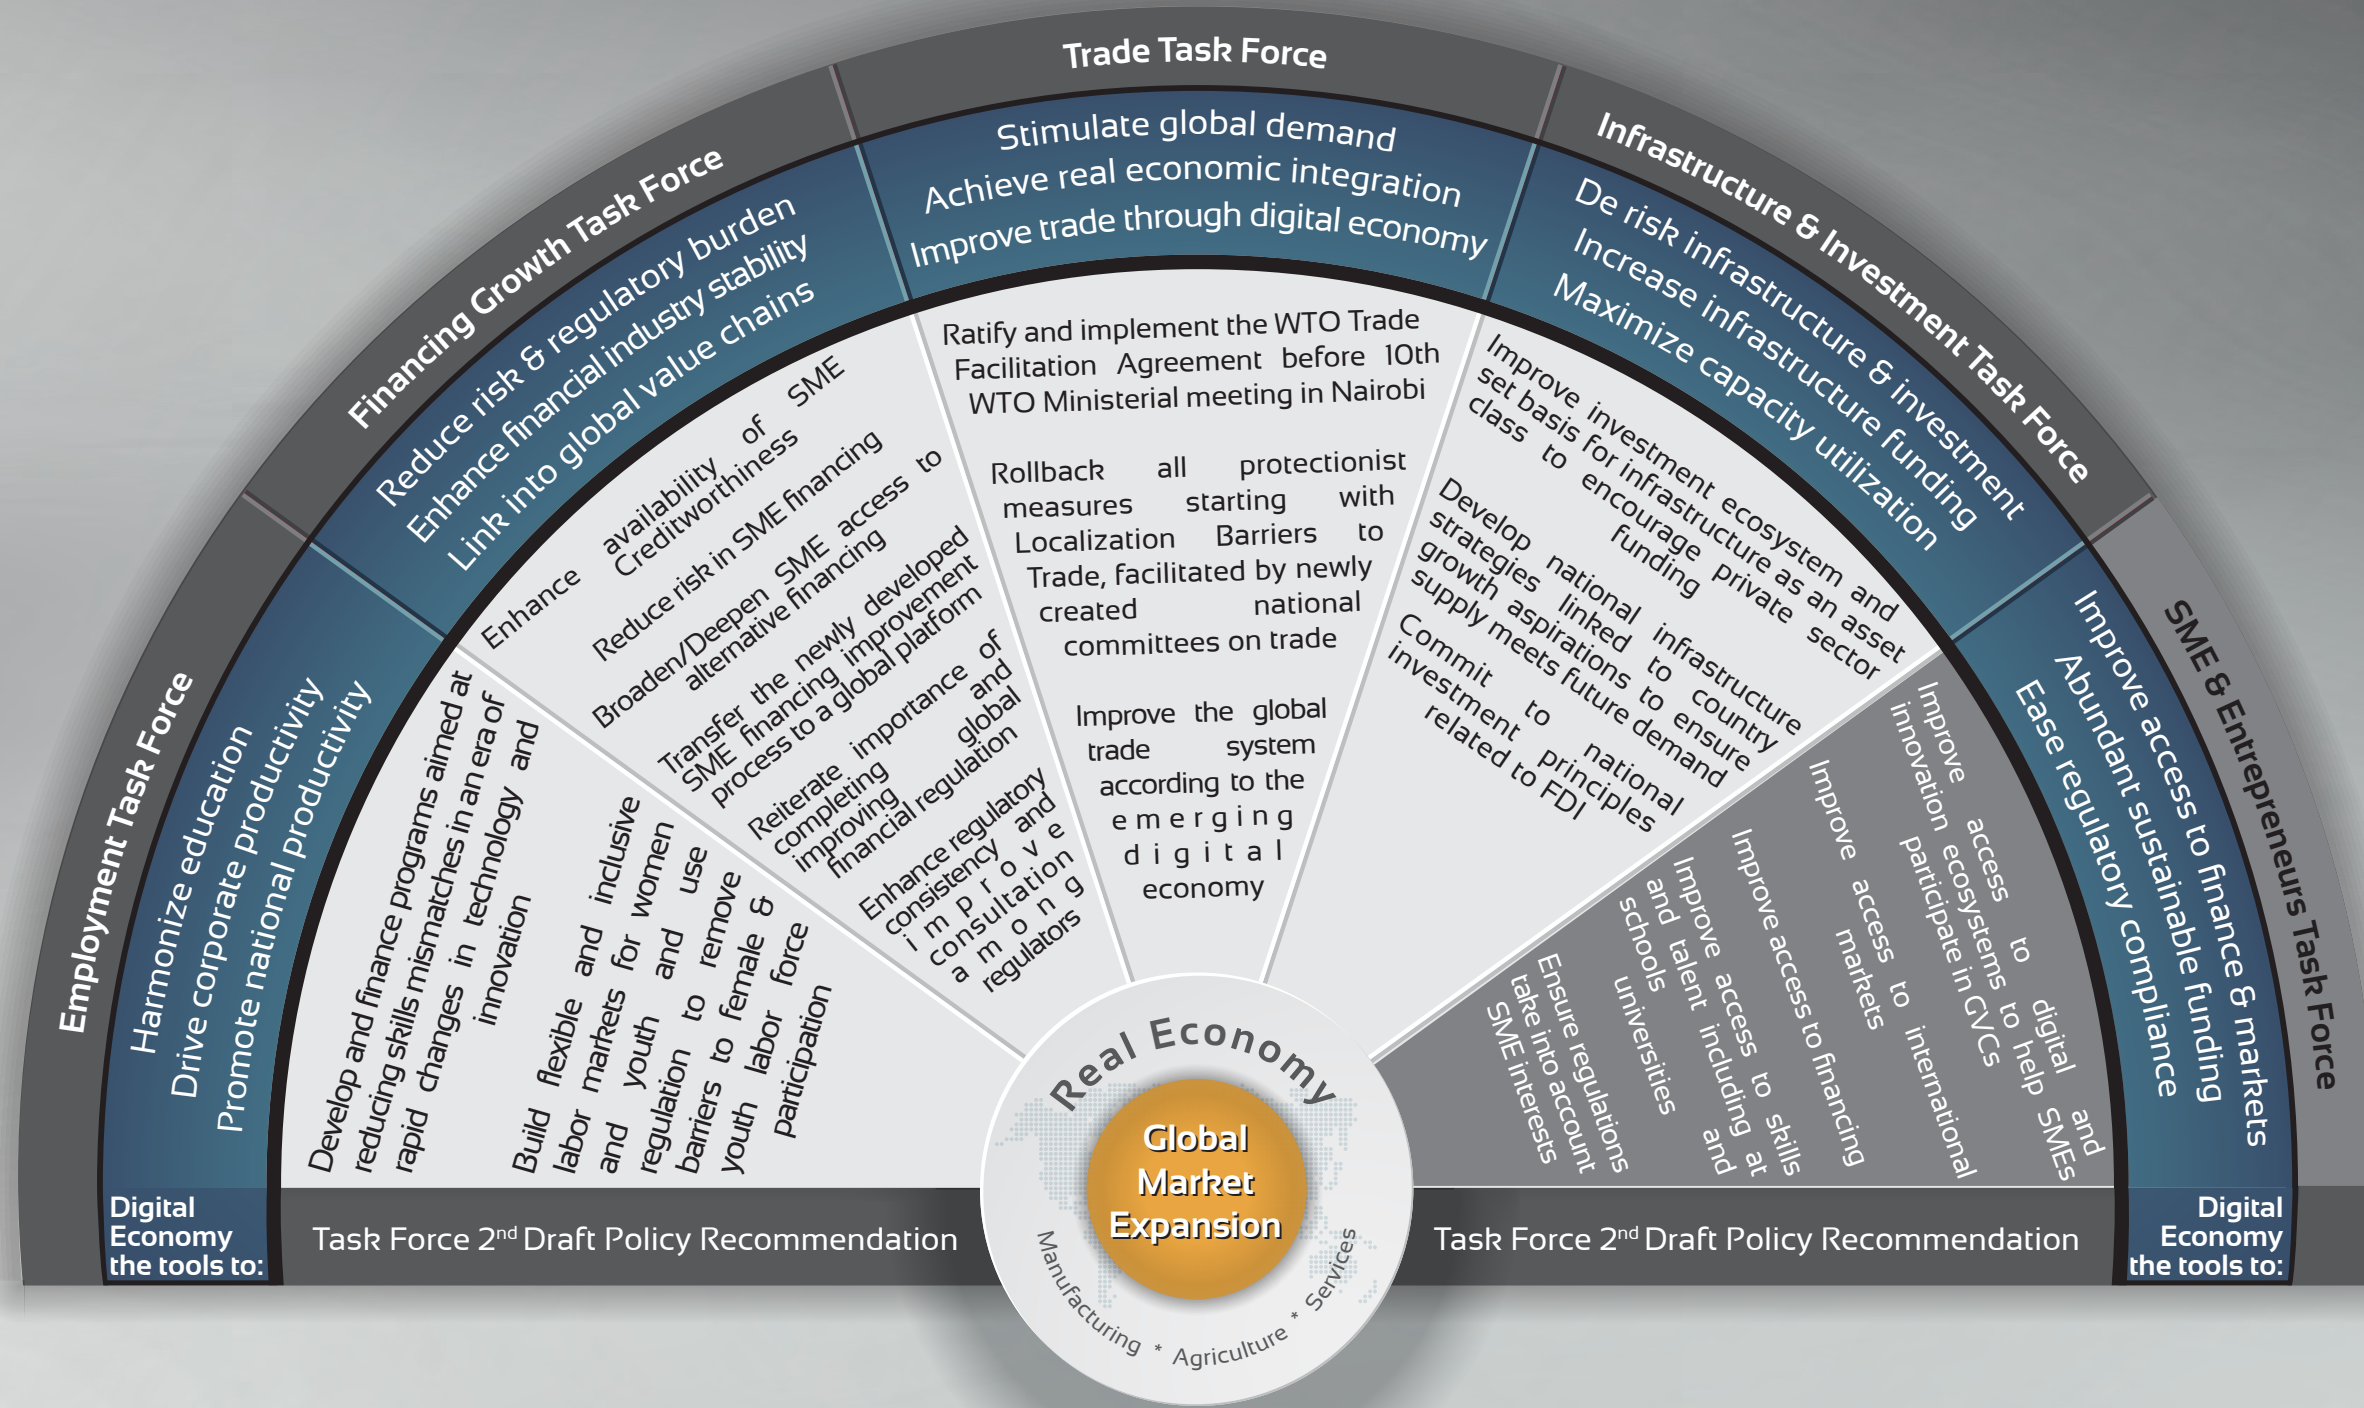 Employment Task Force
Harmonize education
Drive corporate productivity
Promote national productivity
Develop and finance programs aimed at
reducing skills mismatches in an era of
rapid changes in technology and
innovation
Build flexible and inclusive
labor markets for women
and youth and use
regulation to remove
barriers to female &
youth labor force
participation
Financing Growth Task Force
Reduce risk & regulatory burden
Enhance financial industry stability
Link into global value chains
Enhance availability of SME
Creditworthiness
Reduce risk in SME financing
Broaden/Deepen SME access to
alternative financing
Transfer the newly developed
SME financing improvement
process to a global platform
Reiterate importance of
completing and
improving global
financial regulation
Enhance regulatory
consistency and
improve
consultation
among
regulators
Trade Task Force
Stimulate global demand
Achieve real economic integration
Improve trade through digital economy
Ratify and implement the WTO Trade
Facilitation Agreement before 10th
WTO Ministerial meeting in Nairobi
Rollback all protectionist
measures starting with
Localization Barriers to
Trade, facilitated by newly
created national
committees on trade
Improve the global
trade system
according to the
emerging
digital
economy
Infrastructure & Investment Task Force
De risk infrastructure & investment
Increase infrastructure funding
Maximize capacity utilization
Improve investment ecosystem and
set basis for infrastructure as an asset
class to encourage private sector
funding
Develop national infrastructure
strategies linked to country
growth aspirations to ensure
supply meets future demand
Commit to national
investment principles
related to FDI
SME & Entrepreneurs Task Force
Improve access to finance & markets
Abundant sustainable funding
Ease regulatory compliance
Improve access to digital and
innovation ecosystems to help SMEs
participate in GVCs
Improve access to international
markets
Improve access to financing
Improve access to skills
and talent including at
schools and
universities
Ensure regulations
take into account
SME interests
Digital
Economy
the tools to:
Task Force 2nd Draft Policy Recommendation
Real Economy
Global
Market
Expansion
Manufacturing * Agriculture * Services
Task Force 2nd Draft Policy Recommendation
Digital
Economy
the tools to: